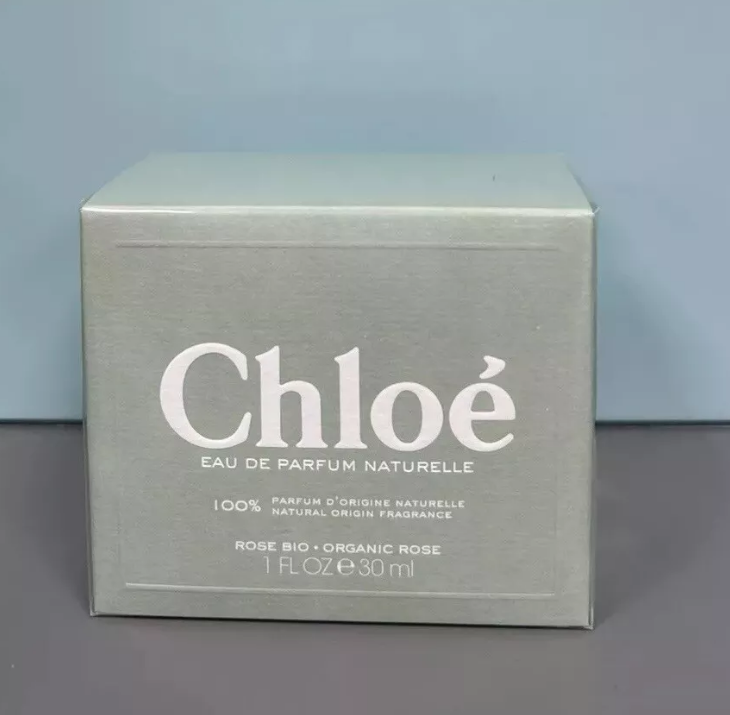 Chloé
EAU DE PARFUM NATURELLE
100% PARFUM D'ORIGINE NATURELLE
NATURAL ORIGIN FRAGRANCE
ROSE BIO • ORGANIC ROSE
1 FL OZ ℮ 30 ml